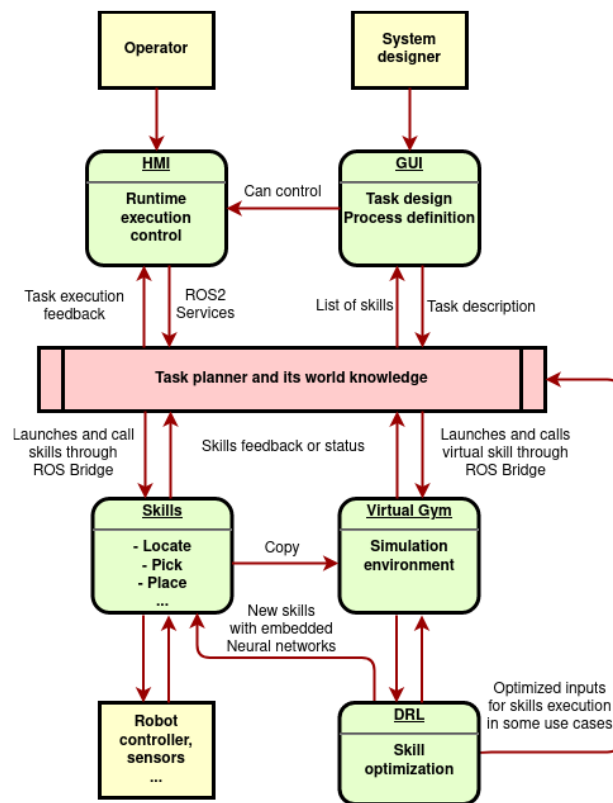 Operator
System
designer
HMI
Runtime
execution
control
Can control
GUI
Task design
Process definition
Task execution
feedback
ROS2
Services
List of skills
Task description
Task planner and its world knowledge
Launches and call
skills through
ROS Bridge
Skills feedback or status
Launches and calls
virtual skill through
ROS Bridge
Skills
- Locate
- Pick
- Place
...
Copy
Virtual Gym
Simulation
environment
New skills
with embedded
Neural networks
Optimized inputs
for skills execution
in some use cases
Robot
controller,
sensors
...
DRL
Skill
optimization